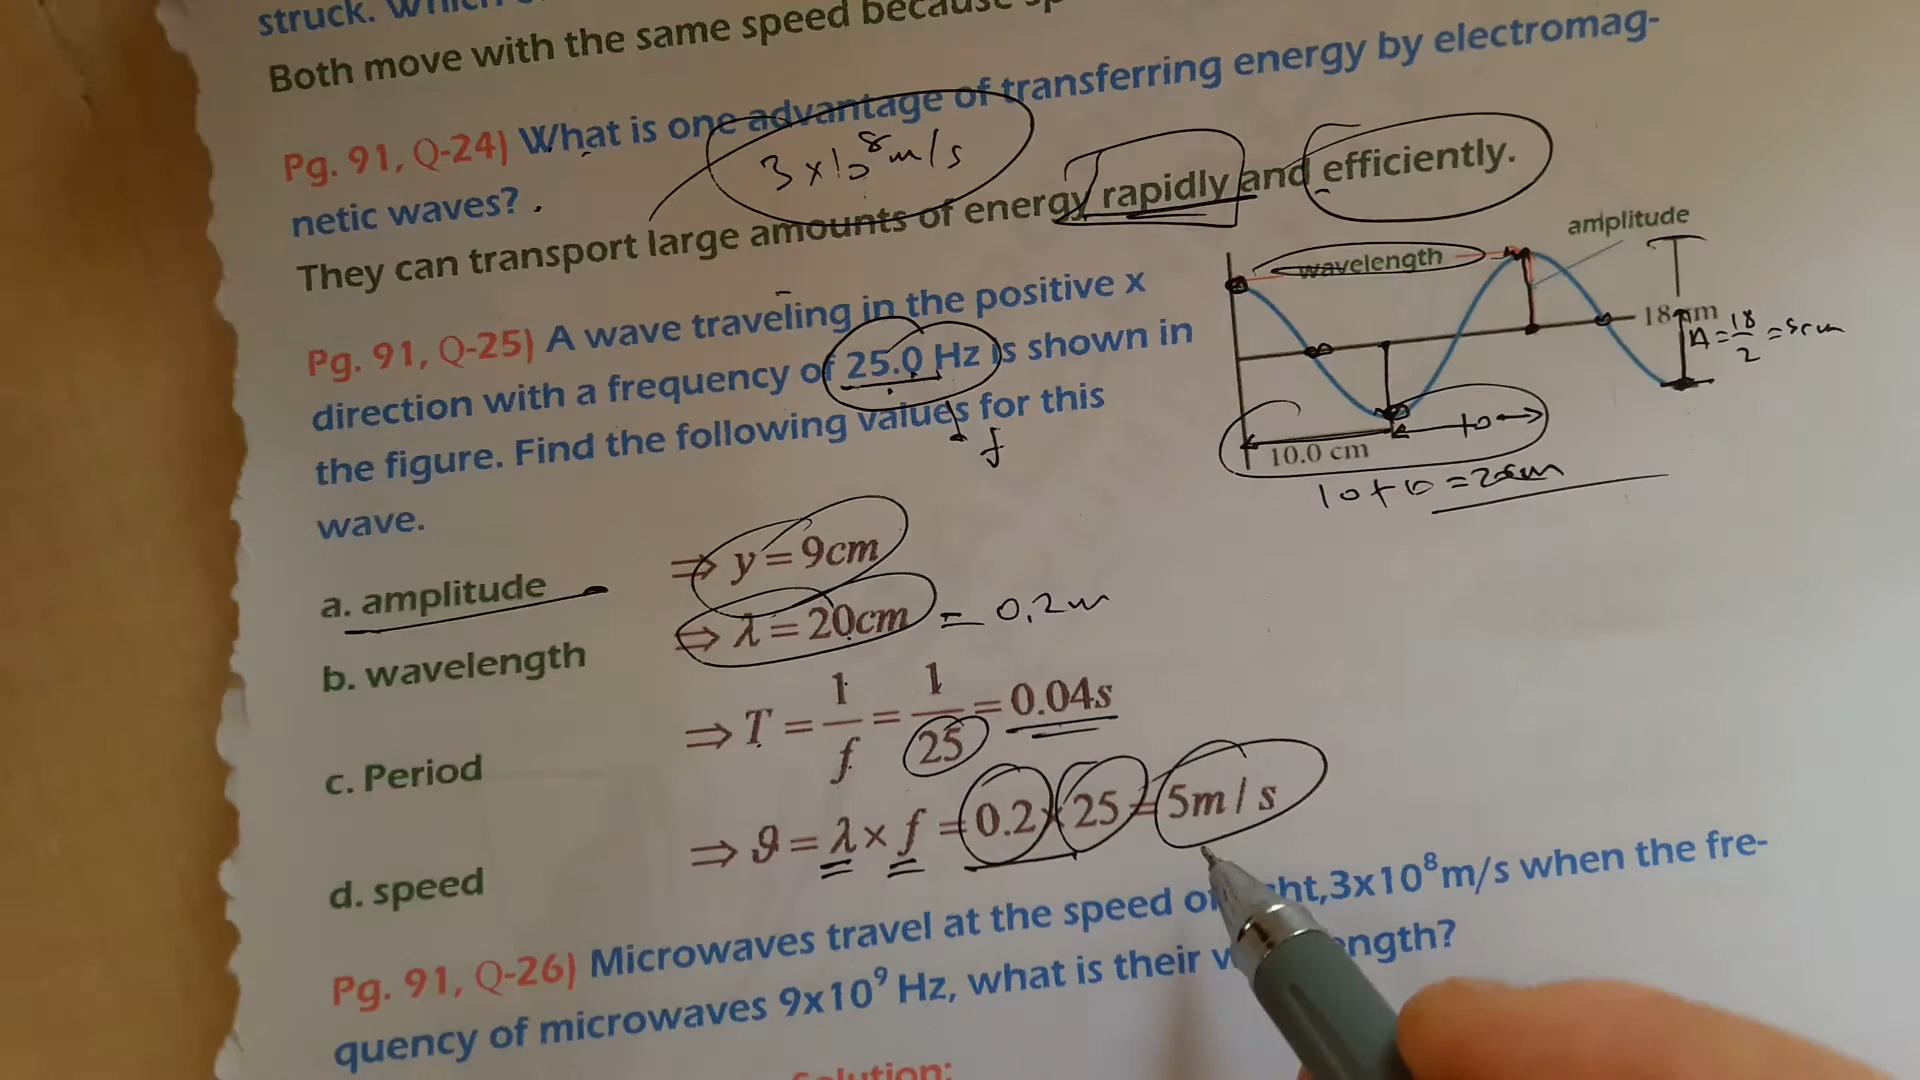 struck. Which
Both move with the same speed because
Pg. 91, Q-24) What is one advantage of transferring energy by electromag-
netic waves?
3 x 10⁸ m/s
They can transport large amounts of energy rapidly and efficiently.
Pg. 91, Q-25) A wave traveling in the positive x
direction with a frequency of 25.0 Hz is shown in
the figure. Find the following values for this
wave.
f
amplitude
wavelength
18 cm
A = 18/2 =
10.0 cm
10
10 + 10 = 20cm
a. amplitude ⇒ y = 9cm
b. wavelength ⇒ λ = 20cm = 0.2m
c. Period ⇒ T = 1/f = 1/25 = 0.04s
d. speed ⇒ ϑ = λ × f = 0.2 × 25 = 5m / s
Pg. 91, Q-26) Microwaves travel at the speed of ,3x10⁸m/s when the fre-
quency of microwaves 9x10⁹ Hz, what is their